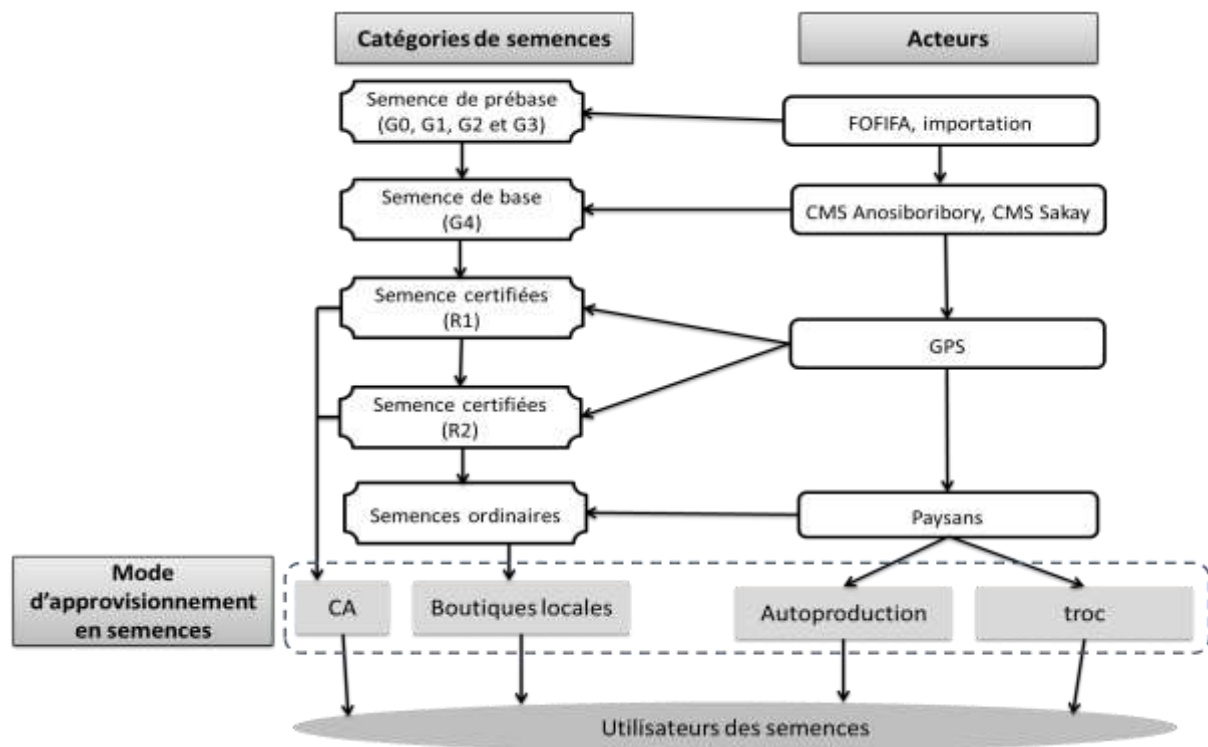 Catégories de semences
Acteurs
Semence de prébase
(G0, G1, G2 et G3)
FOFIFA, importation
Semence de base
(G4)
CMS Anosiboribory, CMS Sakay
Semence certifiées
(R1)
GPS
Semence certifiées
(R2)
Semences ordinaires
Paysans
Mode
d'approvisionnement
en semences
CA
Boutiques locales
Autoproduction
troc
Utilisateurs des semences